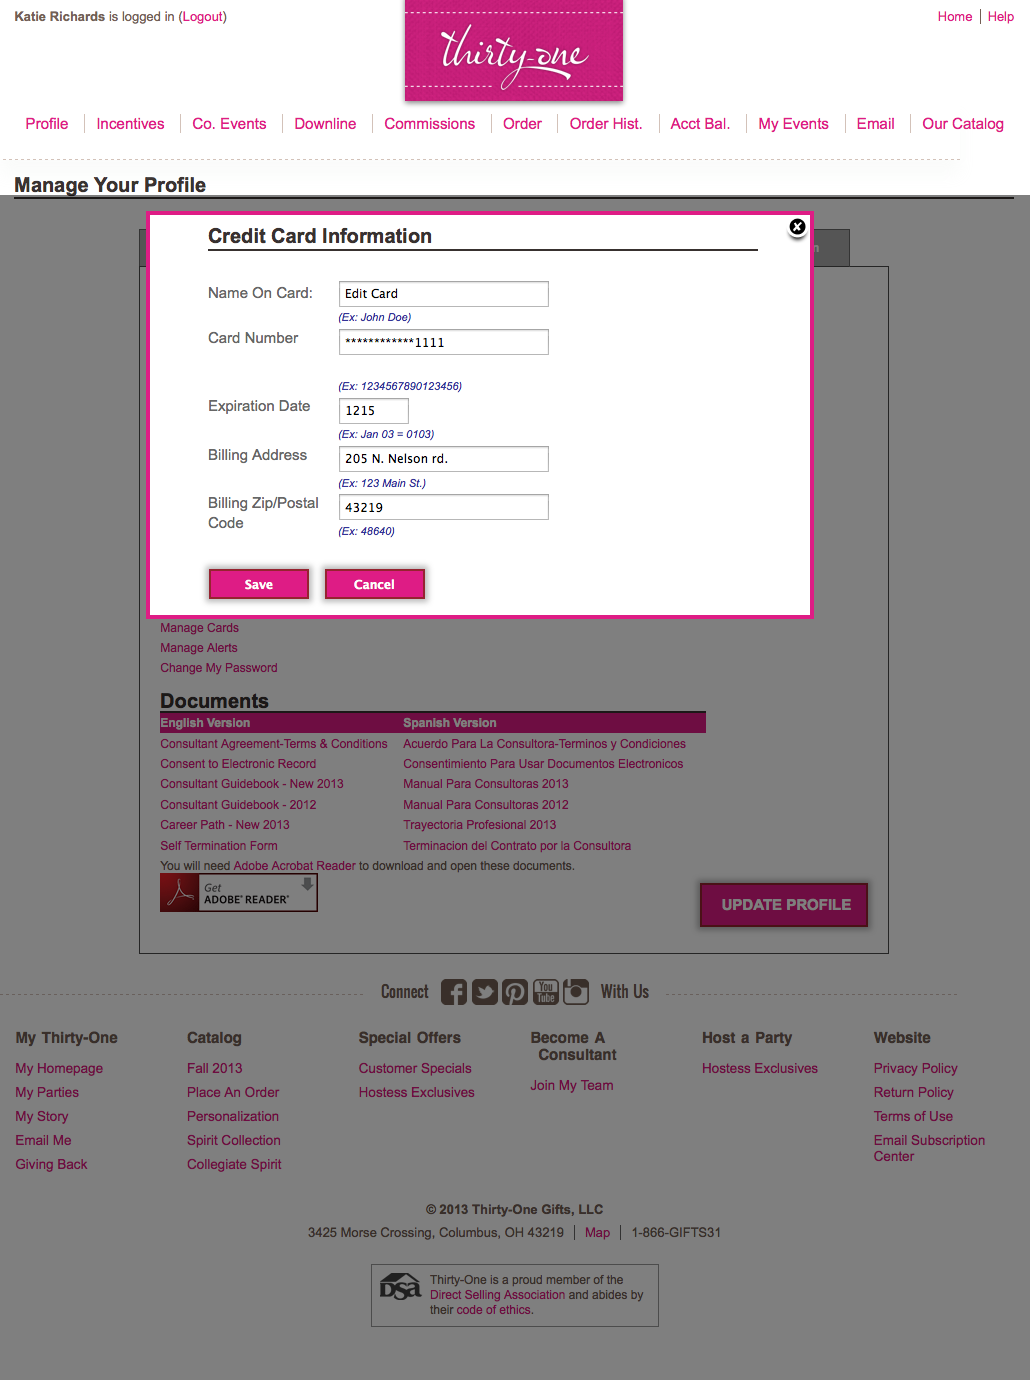 Katie Richards is logged in (Logout)
Home | Help
thirty-one
Profile Incentives Co. Events Downline Commissions Order Order Hist. Acct Bal. My Events Email Our Catalog
Manage Your Profile
Credit Card Information
Name On Card: Edit Card
(Ex: John Doe)
Card Number ************1111
(Ex: 1234567890123456)
Expiration Date 1215
(Ex: Jan 03 = 0103)
Billing Address 205 N. Nelson rd.
(Ex: 123 Main St.)
Billing Zip/Postal Code 43219
(Ex: 48640)
Save Cancel
Manage Cards
Manage Alerts
Change My Password
Documents
English Version Spanish Version
Consultant Agreement-Terms & Conditions Acuerdo Para La Consultora-Terminos y Condiciones
Consent to Electronic Record Consentimiento Para Usar Documentos Electronicos
Consultant Guidebook - New 2013 Manual Para Consultoras 2013
Consultant Guidebook - 2012 Manual Para Consultoras 2012
Career Path - New 2013 Trayectoria Profesional 2013
Self Termination Form Terminacion del Contrato por la Consultora
You will need Adobe Acrobat Reader to download and open these documents.
Get
ADOBE® READER®
UPDATE PROFILE
Connect You Tube With Us
My Thirty-One
My Homepage
My Parties
My Story
Email Me
Giving Back
Catalog
Fall 2013
Place An Order
Personalization
Spirit Collection
Collegiate Spirit
Special Offers
Customer Specials
Hostess Exclusives
Become A
Consultant
Join My Team
Host a Party
Hostess Exclusives
Website
Privacy Policy
Return Policy
Terms of Use
Email Subscription
Center
© 2013 Thirty-One Gifts, LLC
3425 Morse Crossing, Columbus, OH 43219 | Map | 1-866-GIFTS31
DSA
Thirty-One is a proud member of the
Direct Selling Association and abides by
their code of ethics.